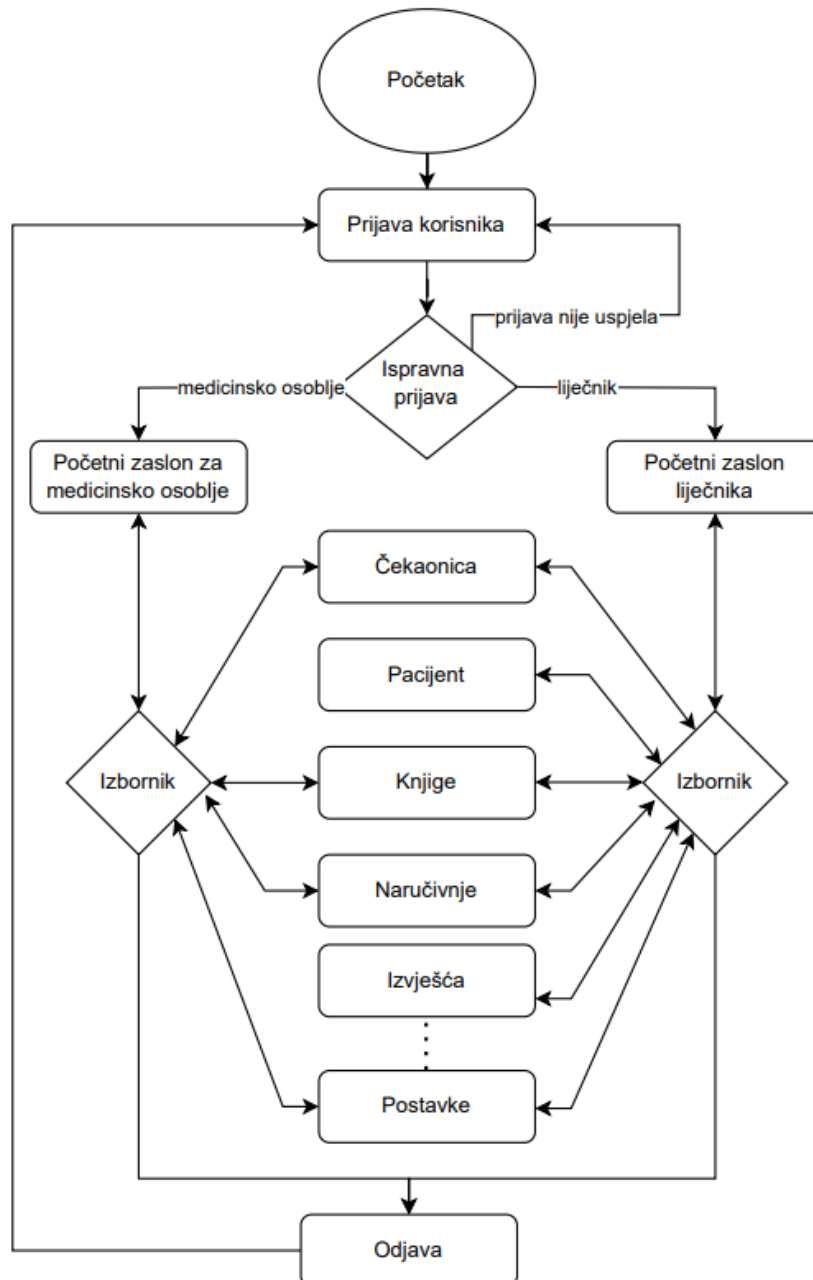 Početak
Prijava korisnika
prijava nije uspjela
Ispravna
prijava
medicinsko osoblje
liječnik
Početni zaslon za
medicinsko osoblje
Početni zaslon
liječnika
Čekaonica
Pacijent
Izbornik
Knjige
Izbornik
Naručivnje
Izvješća
Postavke
Odjava